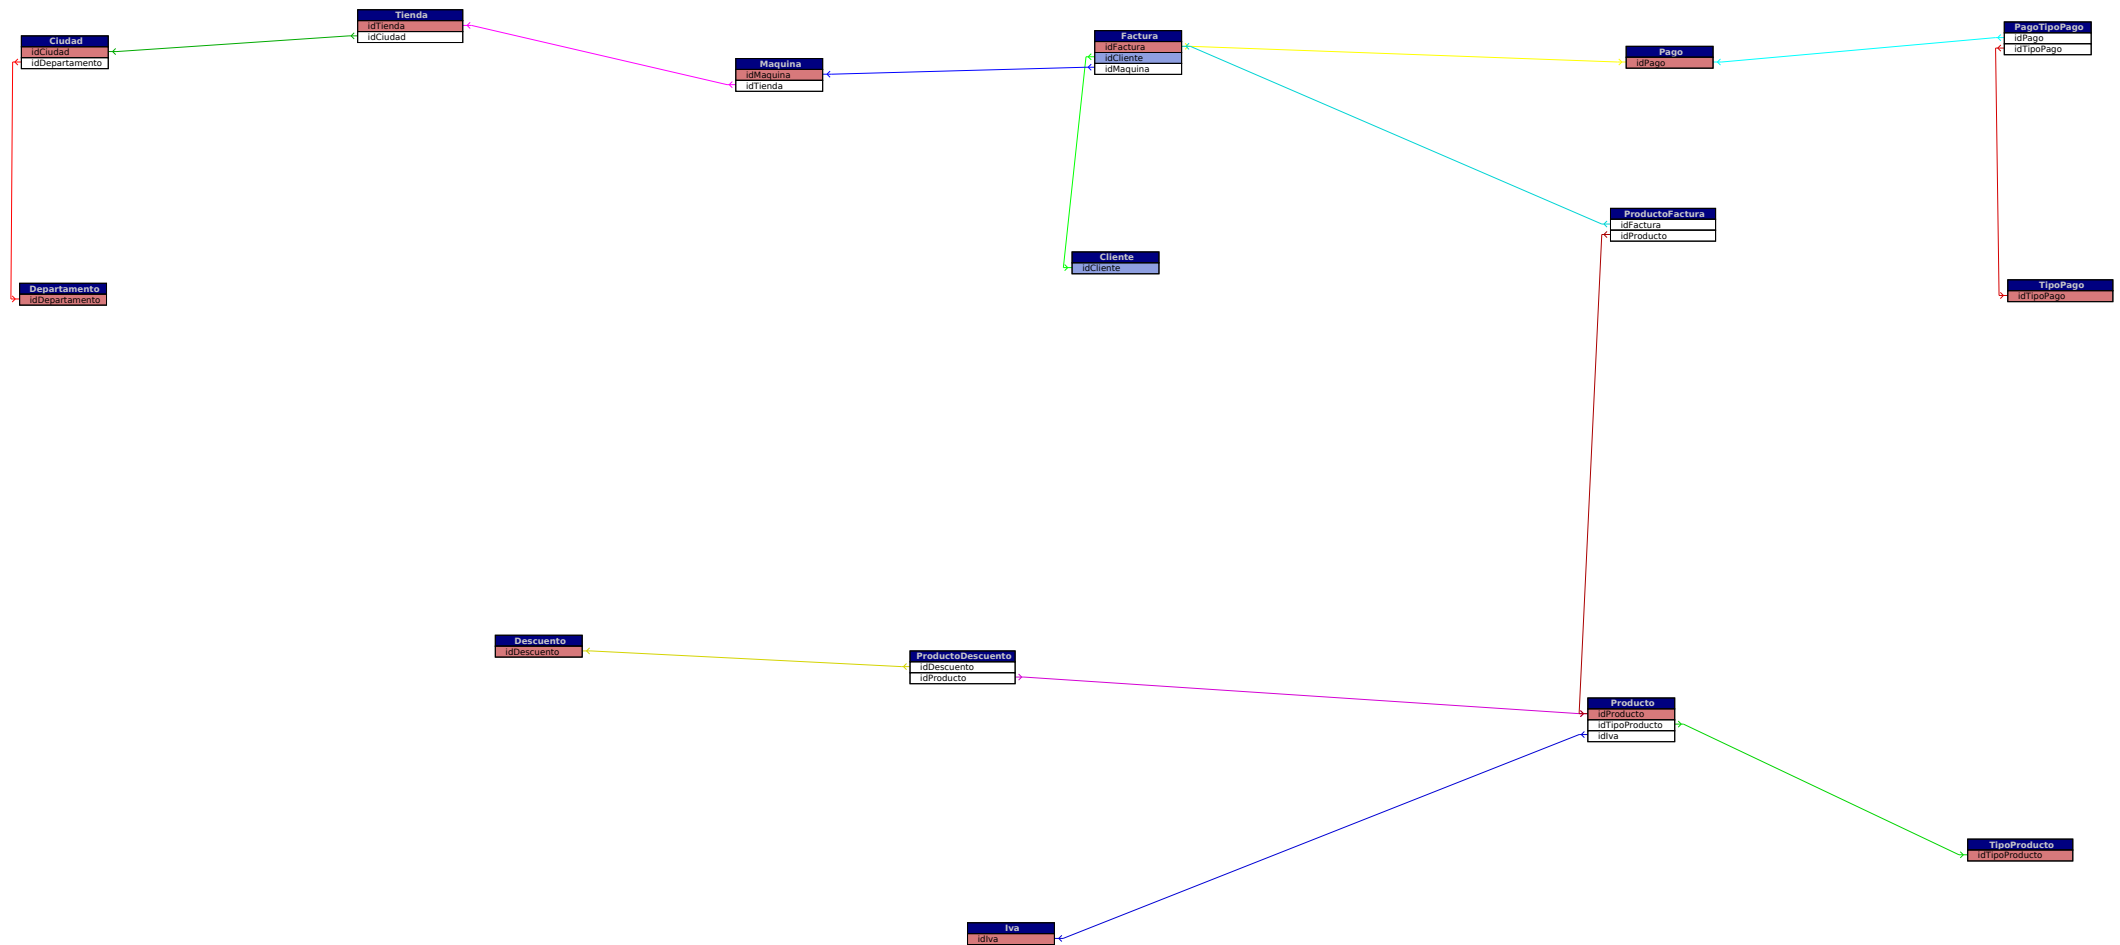 Tienda
idTienda
idCiudad
Ciudad
idCiudad
idDepartamento
Maquina
idMaquina
idTienda
Factura
idFactura
idCliente
idMaquina
Pago
idPago
PagoTipoPago
idPago
idTipoPago
ProductoFactura
idFactura
idProducto
Cliente
idCliente
Departamento
idDepartamento
TipoPago
idTipoPago
Descuento
idDescuento
ProductoDescuento
idDescuento
idProducto
Producto
idProducto
idTipoProducto
idIva
TipoProducto
idTipoProducto
Iva
idIva